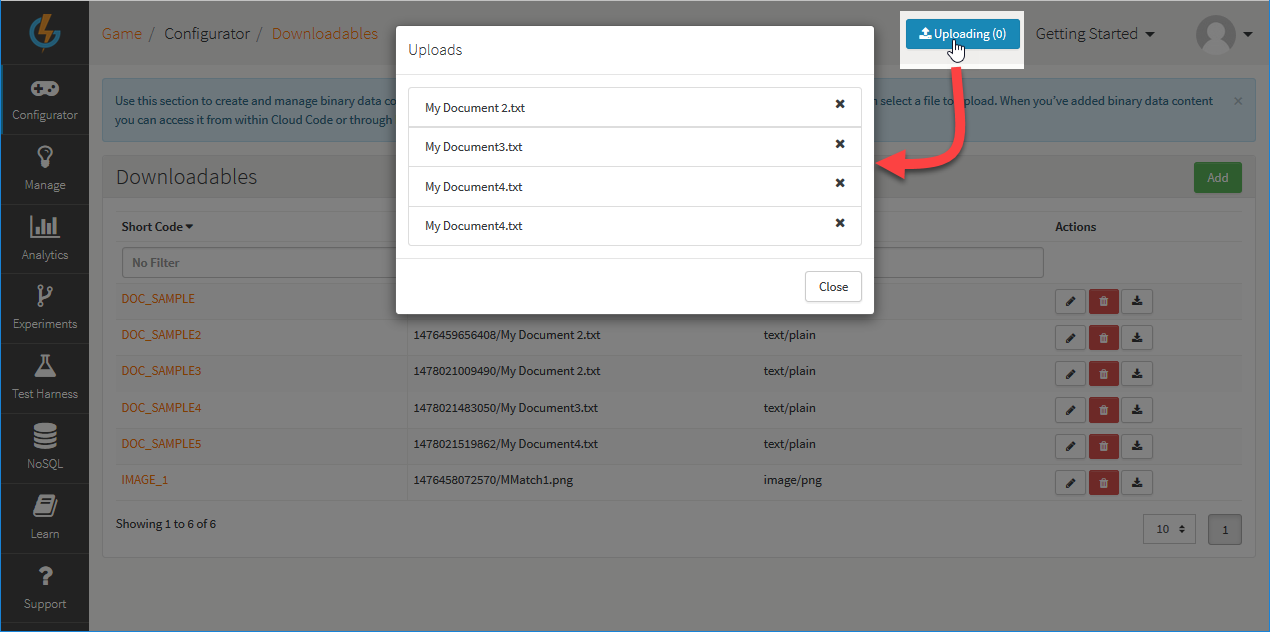 Game / Configurator / Downloadables
Uploading (0)
Getting Started
Configurator
Manage
Analytics
Experiments
Test Harness
NoSQL
Learn
Support
Use this section to create and manage binary data co
n select a file to upload. When you've added binary data content
you can access it from within Cloud Code or through
Downloadables
Add
Uploads
My Document 2.txt
My Document3.txt
My Document4.txt
My Document4.txt
Close
Short Code
Actions
No Filter
DOC_SAMPLE
DOC_SAMPLE2 1476459656408/My Document 2.txt text/plain
DOC_SAMPLE3 1478021009490/My Document 2.txt text/plain
DOC_SAMPLE4 1478021483050/My Document3.txt text/plain
DOC_SAMPLE5 1478021519862/My Document4.txt text/plain
IMAGE_1 1476458072570/MMatch1.png image/png
Showing 1 to 6 of 6
10
1